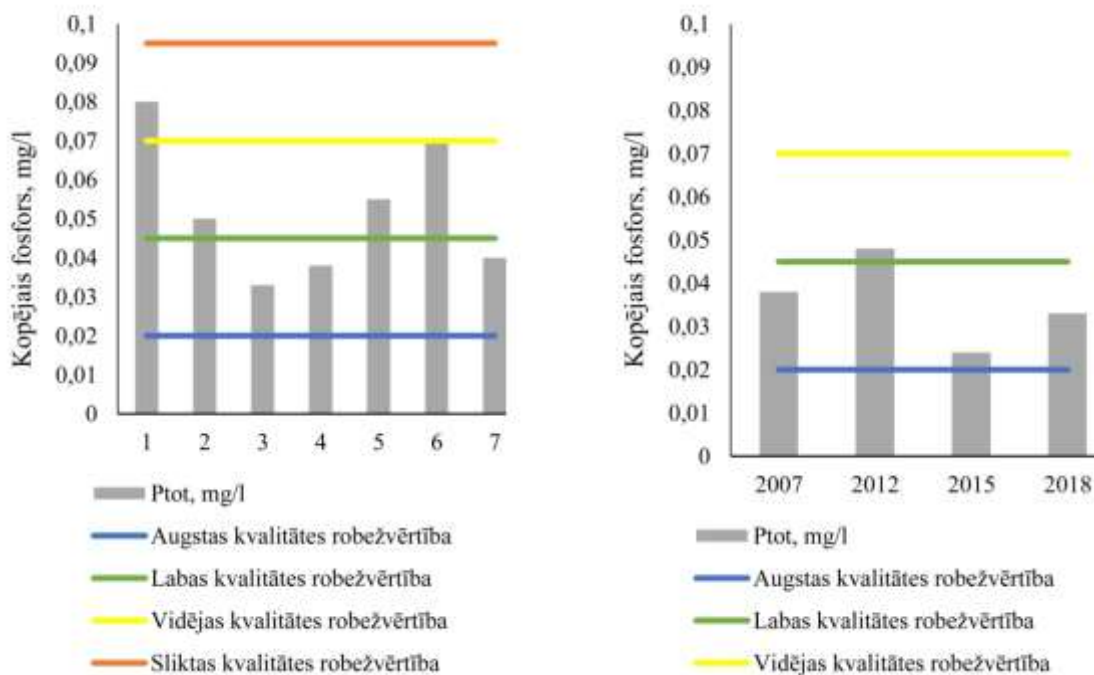 Kopējais fosfors, mg/l
0,1
0,09
0,08
0,07
0,06
0,05
0,04
0,03
0,02
0,01
0
1 2 3 4 5 6 7
Ptot, mg/l
Augstas kvalitātes robežvērtība
Labas kvalitātes robežvērtība
Vidējas kvalitātes robežvērtība
Sliktas kvalitātes robežvērtība
Kopējais fosfors, mg/l
0,1
0,09
0,08
0,07
0,06
0,05
0,04
0,03
0,02
0,01
0
2007 2012 2015 2018
Ptot, mg/l
Augstas kvalitātes robežvērtība
Labas kvalitātes robežvērtība
Vidējas kvalitātes robežvērtība